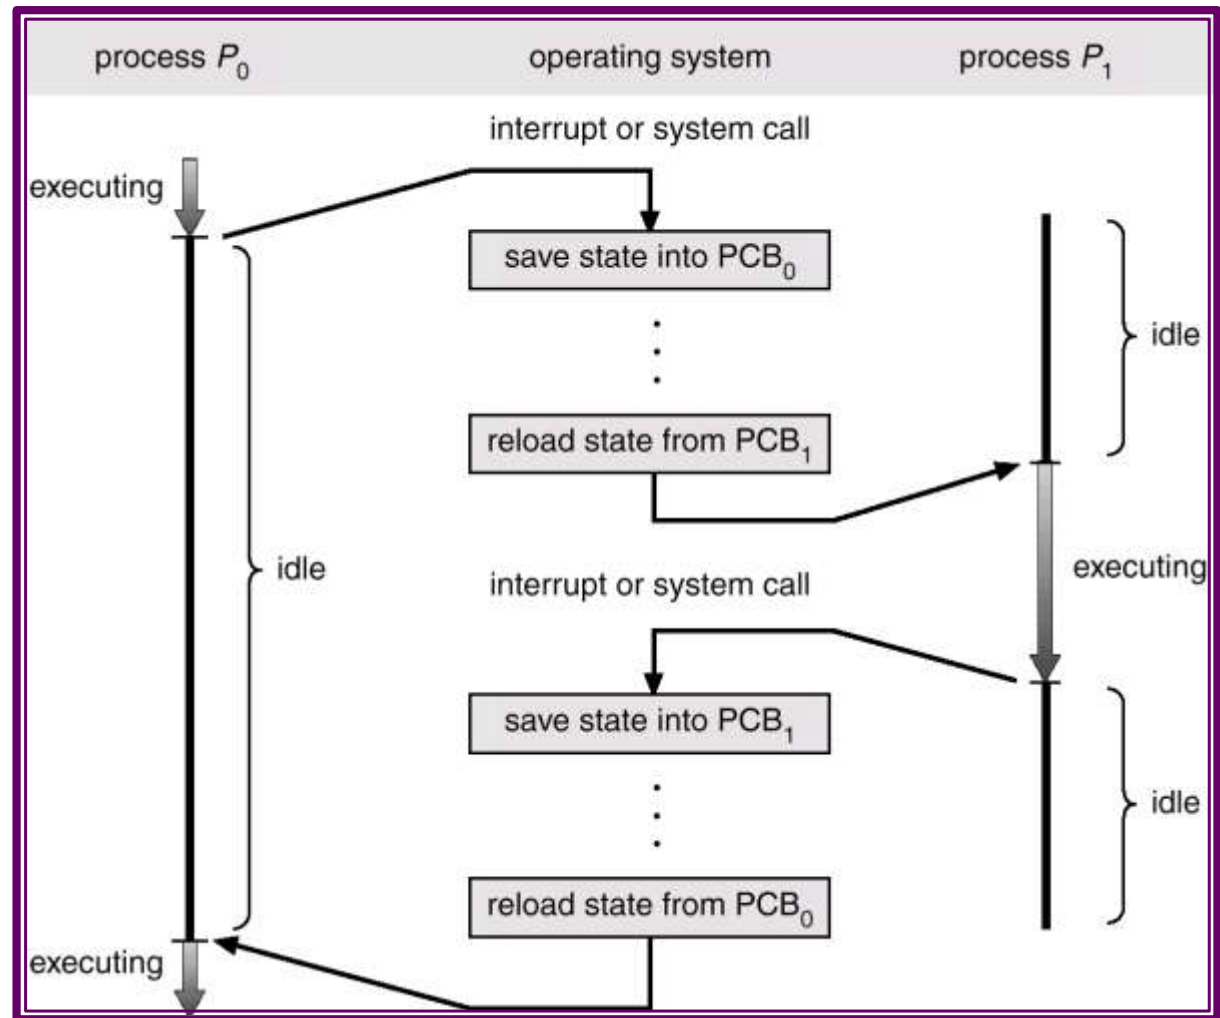 process P₀
operating system
process P₁
interrupt or system call
executing
save state into PCB₀
idle
reload state from PCB₁
idle
executing
interrupt or system call
save state into PCB₁
idle
reload state from PCB₀
executing